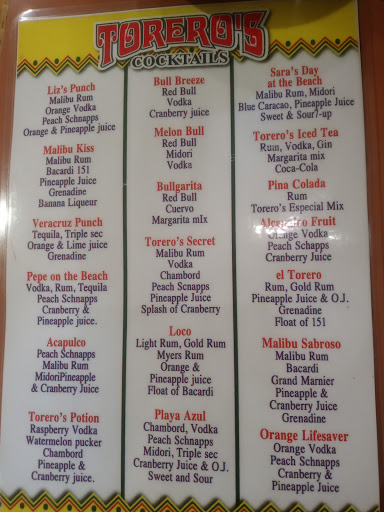 TORERO'S
COCKTAILS
Liz's Punch
Malibu Rum
Orange Vodka
Peach Schnapps
Orange & Pineapple juice
Malibu Kiss
Malibu Rum
Bacardi 151
Pineapple Juice
Grenadine
Banana Liqueur
Veracruz Punch
Tequila, Triple sec
Orange & Lime juice
Grenadine
Pepe on the Beach
Vodka, Rum, Tequila
Peach Schnapps
Cranberry &
Pineapple juice.
Acapulco
Peach Schnapps
Malibu Rum
MidoriPineapple
& Cranberry Juice
Torero's Potion
Raspberry Vodka
Watermelon pucker
Chambord
Pineapple &
Cranberry juice
Bull Breeze
Red Bull
Vodka
Cranberry juice
Melon Bull
Red Bull
Midori
Vodka
Bullgarita
Red Bull
Cuervo
Margarita mIx
Torero's Secret
Malibu Rum
Vodka
Chambord
Peach Scnapps
Pineapple Juice
Splash of Cranberry
Loco
Light Rum, Gold Rum
Myers Rum
Orange &
Pineapple juice
Float of Bacardi
Playa Azul
Chambord, Vodka
Peach Schnapps
Midori, Triple sec
Cranberry Juice & O.J.
Sweet and Sour
Sara's Day
at the Beach
Malibu Rum, Midori
Blue Caracao, Pineapple Juice
Sweet & Sour7-up
Torero's Iced Tea
Rum, Vodka, Gin
Margarita mix
Coca-Cola
Pina Colada
Rum
Torero's Especial Mix
Alcegairo Fruit
Orange Vodka
Peach Schapps
Cranberry Juice
el Torero
Rum, Gold Rum
Pineapple Juice & O.J.
Grenadine
Float of 151
Malibu Sabroso
Malibu Rum
Bacardi
Grand Marnier
Pineapple &
Cranberry Juice
Grenadine
Orange Lifesaver
Orange Vodka
Peach Schnapps
Cranberry &
Pineapple Juice